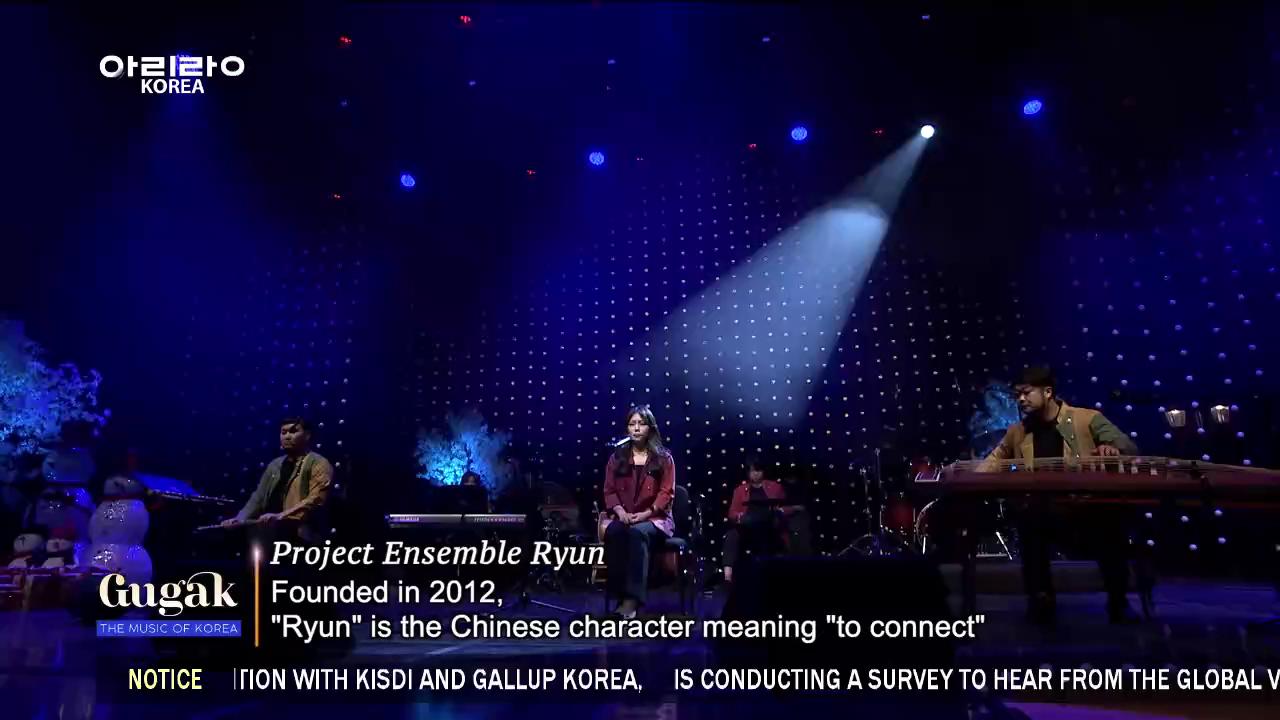 아리랑
KOREA
Project Ensemble Ryun
Founded in 2012,
"Ryun" is the Chinese character meaning "to connect"
Gugak
THE MUSIC OF KOREA
NOTICE TION WITH KISDI AND GALLUP KOREA, IS CONDUCTING A SURVEY TO HEAR FROM THE GLOBAL V